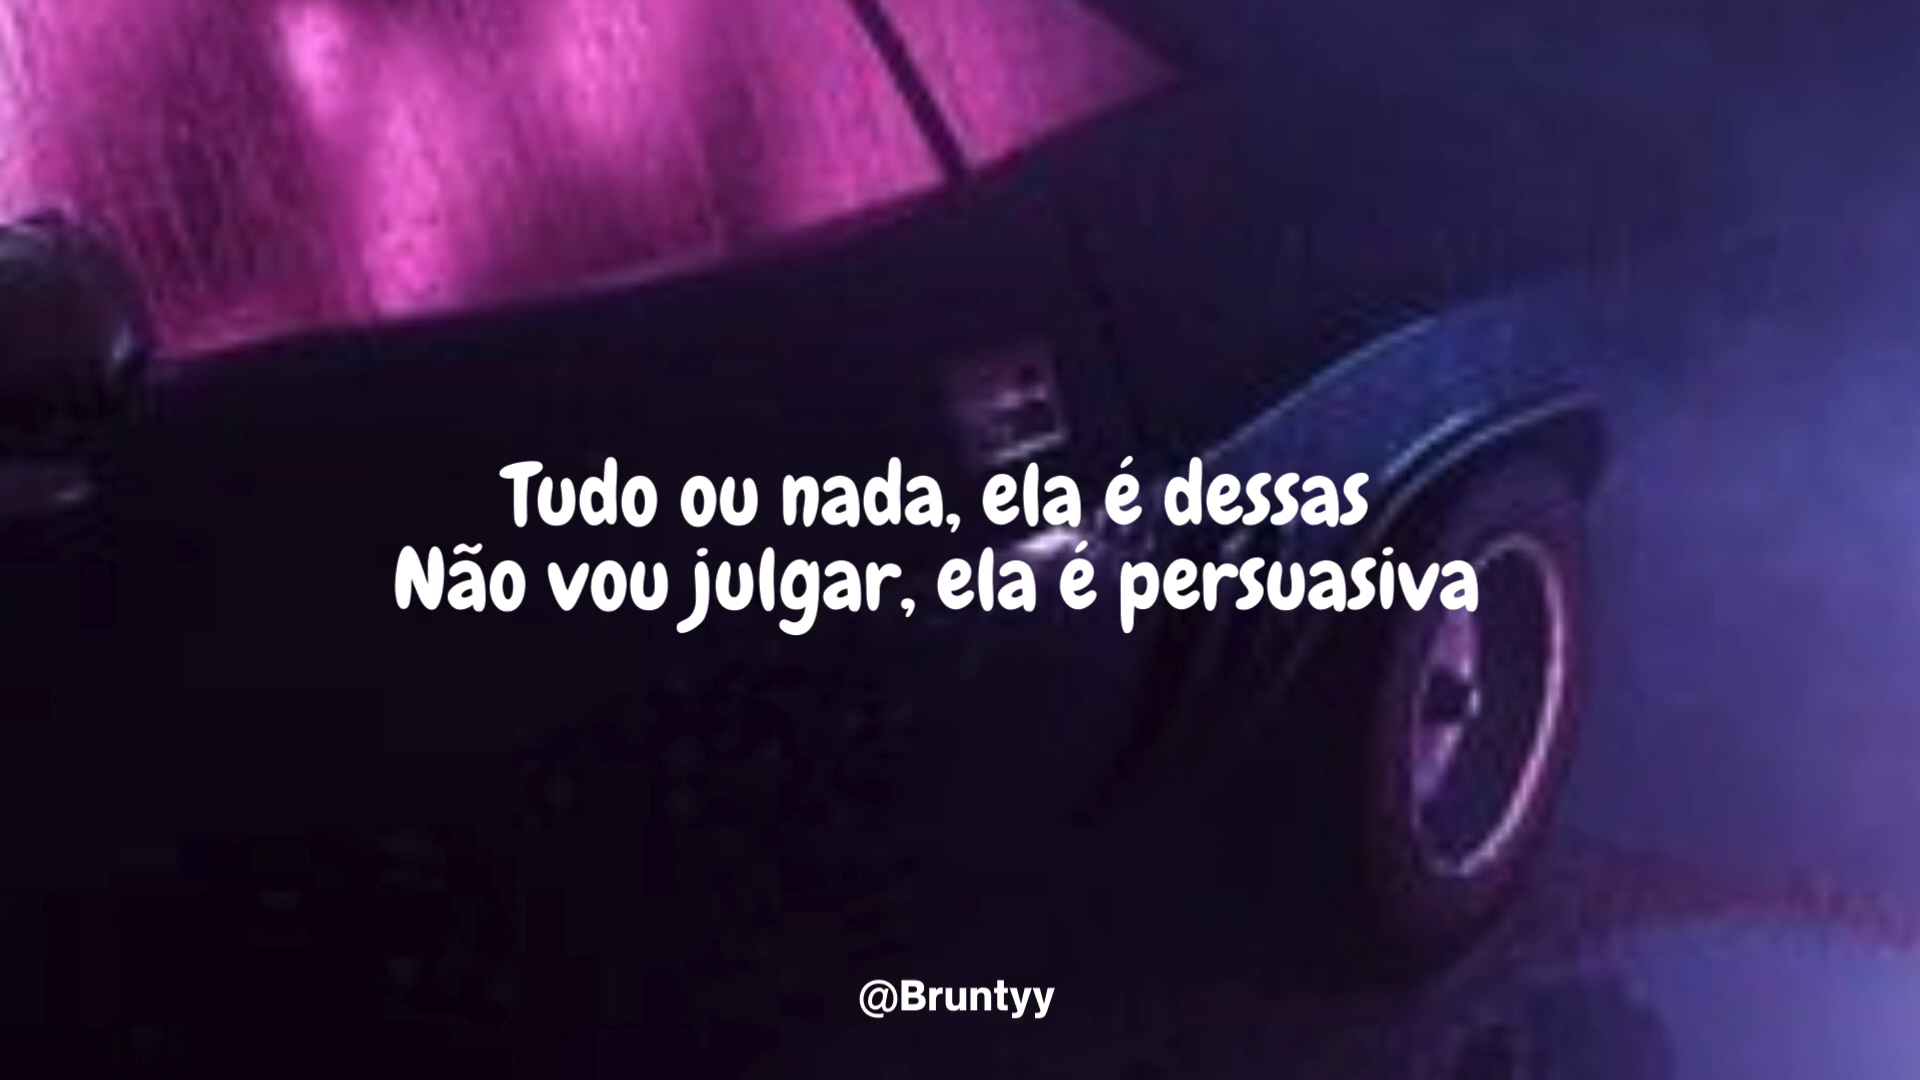 Tudo ou nada, ela é dessas
Não vou julgar, ela é persuasiva
@Bruntyy